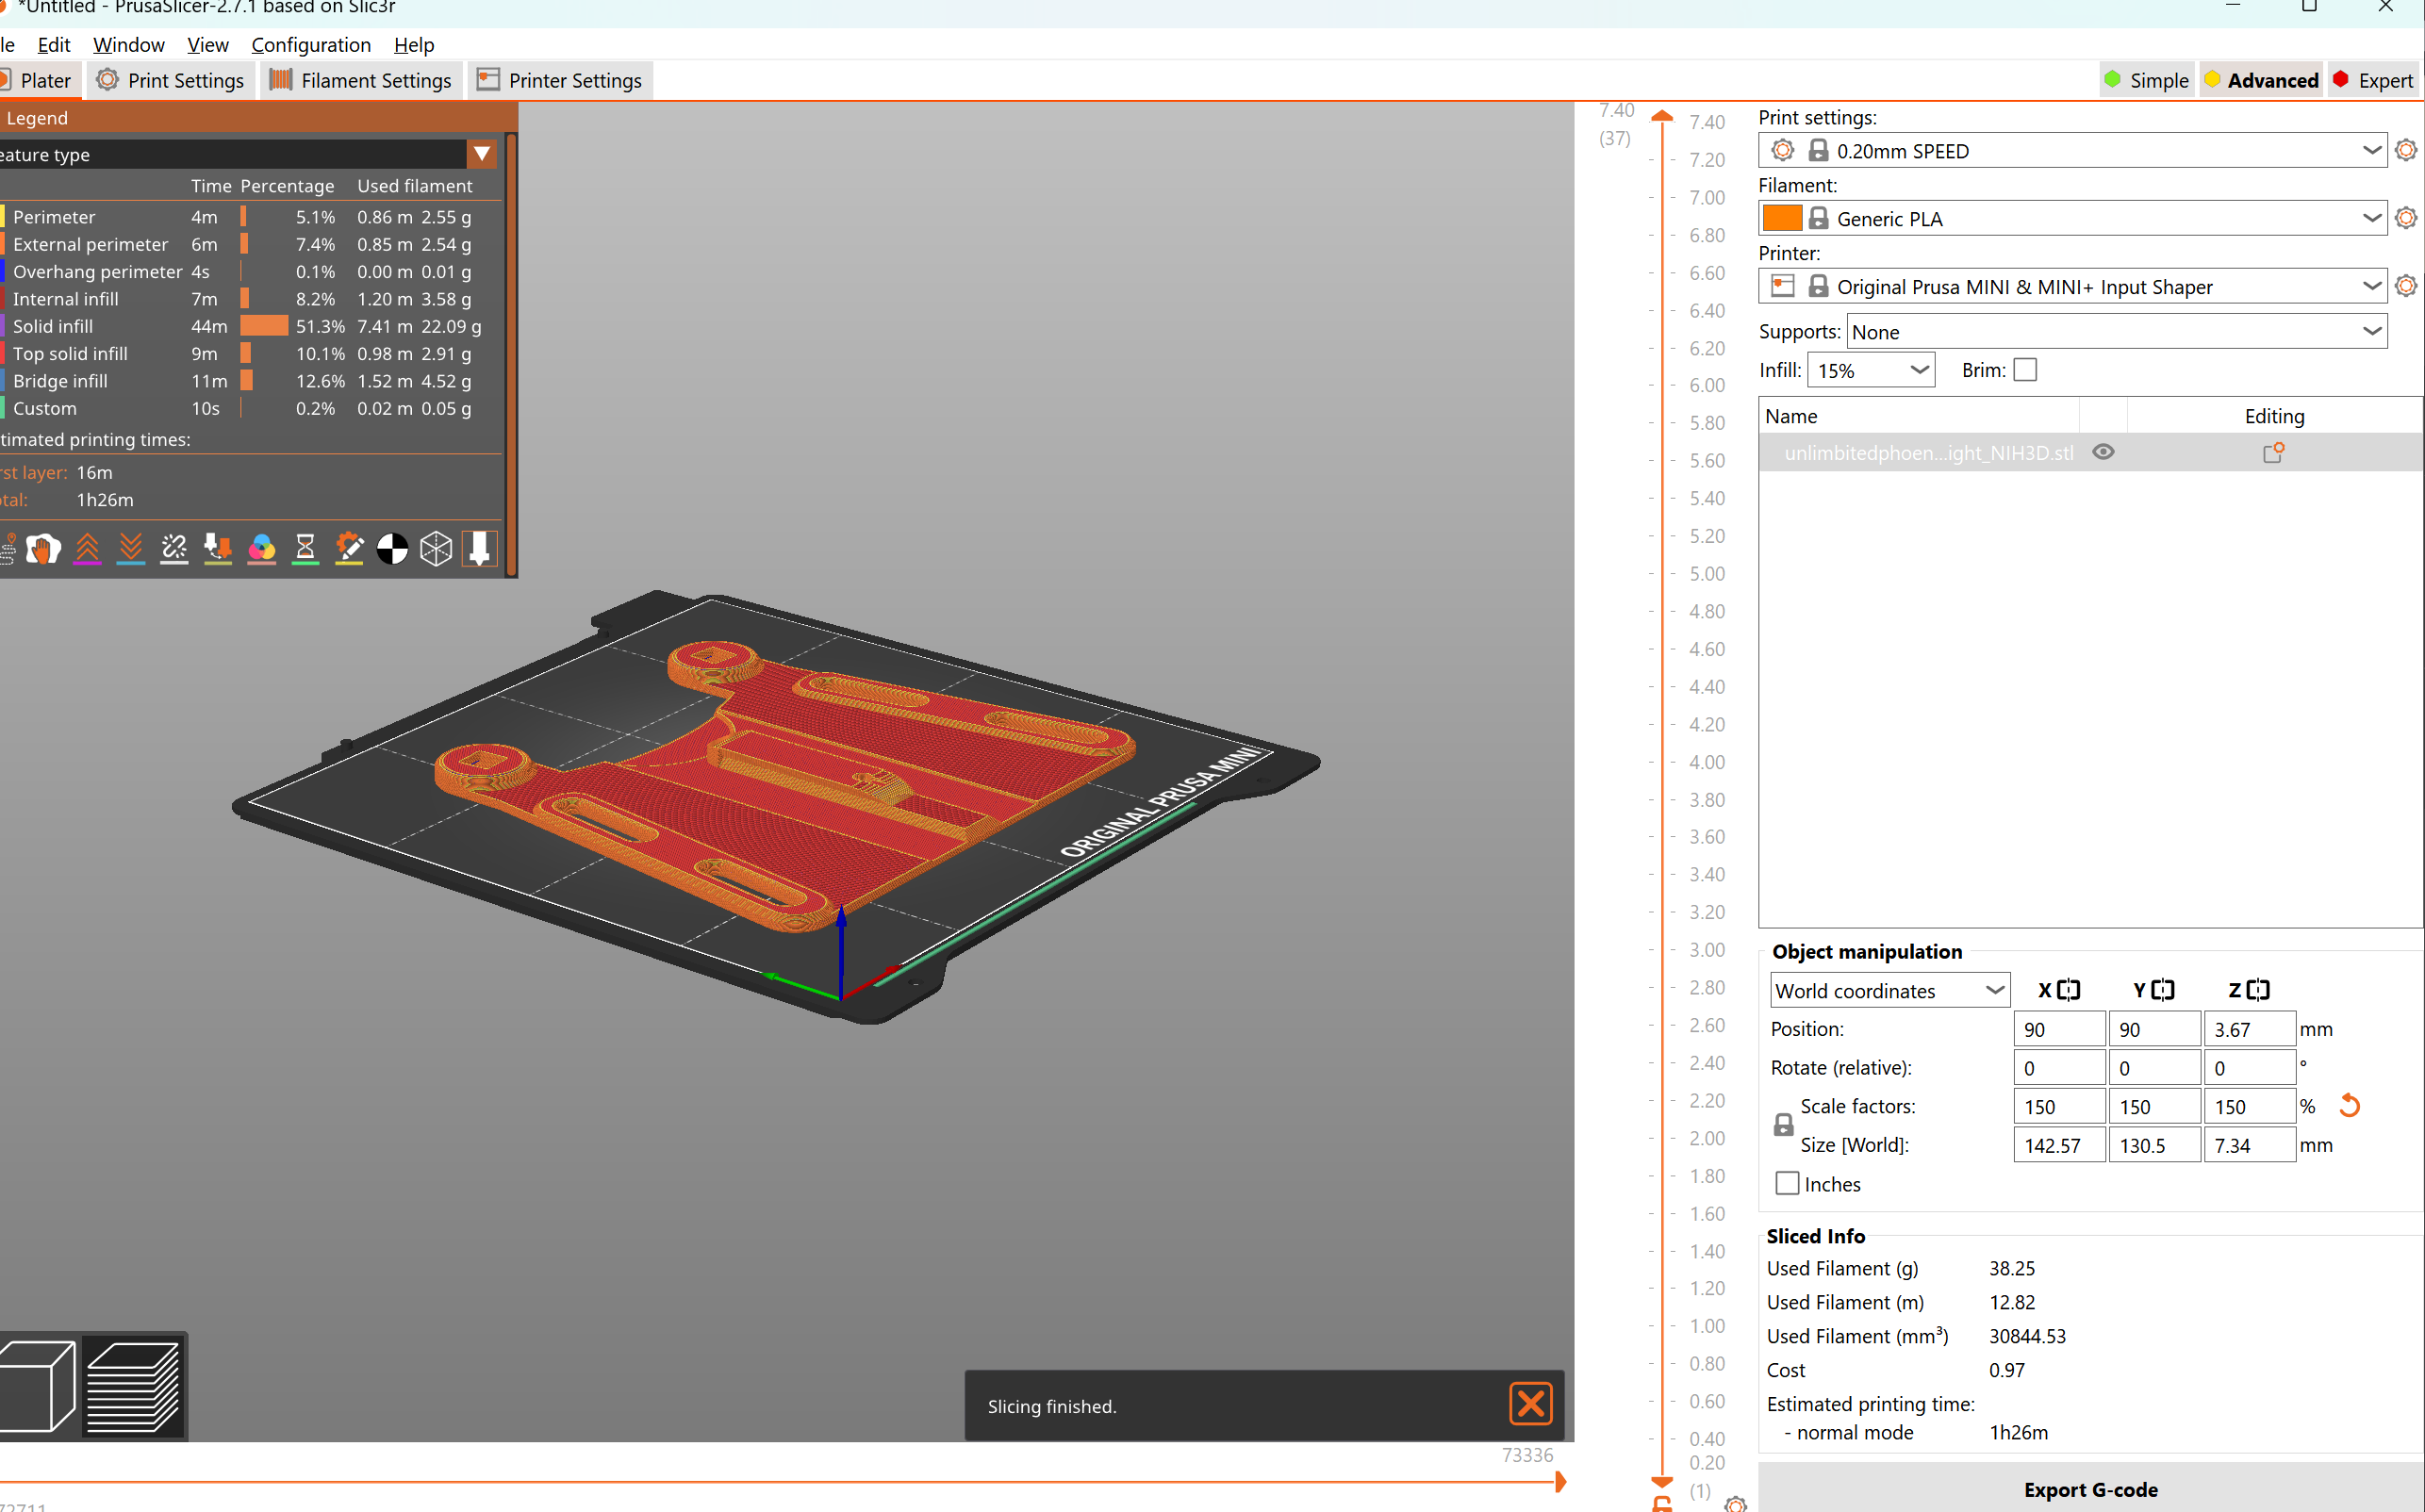 *Untitled - PrusaSlicer-2.7.1 based on Slic3r
le Edit Window View Configuration Help
Plater Print Settings Filament Settings Printer Settings Simple Advanced Expert
Legend
eature type
Time Percentage Used filament
Perimeter 4m 5.1% 0.86 m 2.55 g
External perimeter 6m 7.4% 0.85 m 2.54 g
Overhang perimeter 4s 0.1% 0.00 m 0.01 g
Internal infill 7m 8.2% 1.20 m 3.58 g
Solid infill 44m 51.3% 7.41 m 22.09 g
Top solid infill 9m 10.1% 0.98 m 2.91 g
Bridge infill 11m 12.6% 1.52 m 4.52 g
Custom 10s 0.2% 0.02 m 0.05 g
timated printing times:
rst layer: 16m
tal: 1h26m
ORIGINAL PRUSA MINI
Slicing finished.
73336
72711
7.40
(37)
7.40
7.20
7.00
6.80
6.60
6.40
6.20
6.00
5.80
5.60
5.40
5.20
5.00
4.80
4.60
4.40
4.20
4.00
3.80
3.60
3.40
3.20
3.00
2.80
2.60
2.40
2.20
2.00
1.80
1.60
1.40
1.20
1.00
0.80
0.60
0.40
0.20
(1)
Print settings:
0.20mm SPEED
Filament:
Generic PLA
Printer:
Original Prusa MINI & MINI+ Input Shaper
Supports: None
Infill: 15% Brim:
Name Editing
unlimbitedphoen...ight_NIH3D.stl
Object manipulation
World coordinates X Y Z
Position: 90 90 3.67 mm
Rotate (relative): 0 0 0 °
Scale factors: 150 150 150 %
Size [World]: 142.57 130.5 7.34 mm
Inches
Sliced Info
Used Filament (g) 38.25
Used Filament (m) 12.82
Used Filament (mm³) 30844.53
Cost 0.97
Estimated printing time:
- normal mode 1h26m
Export G-code